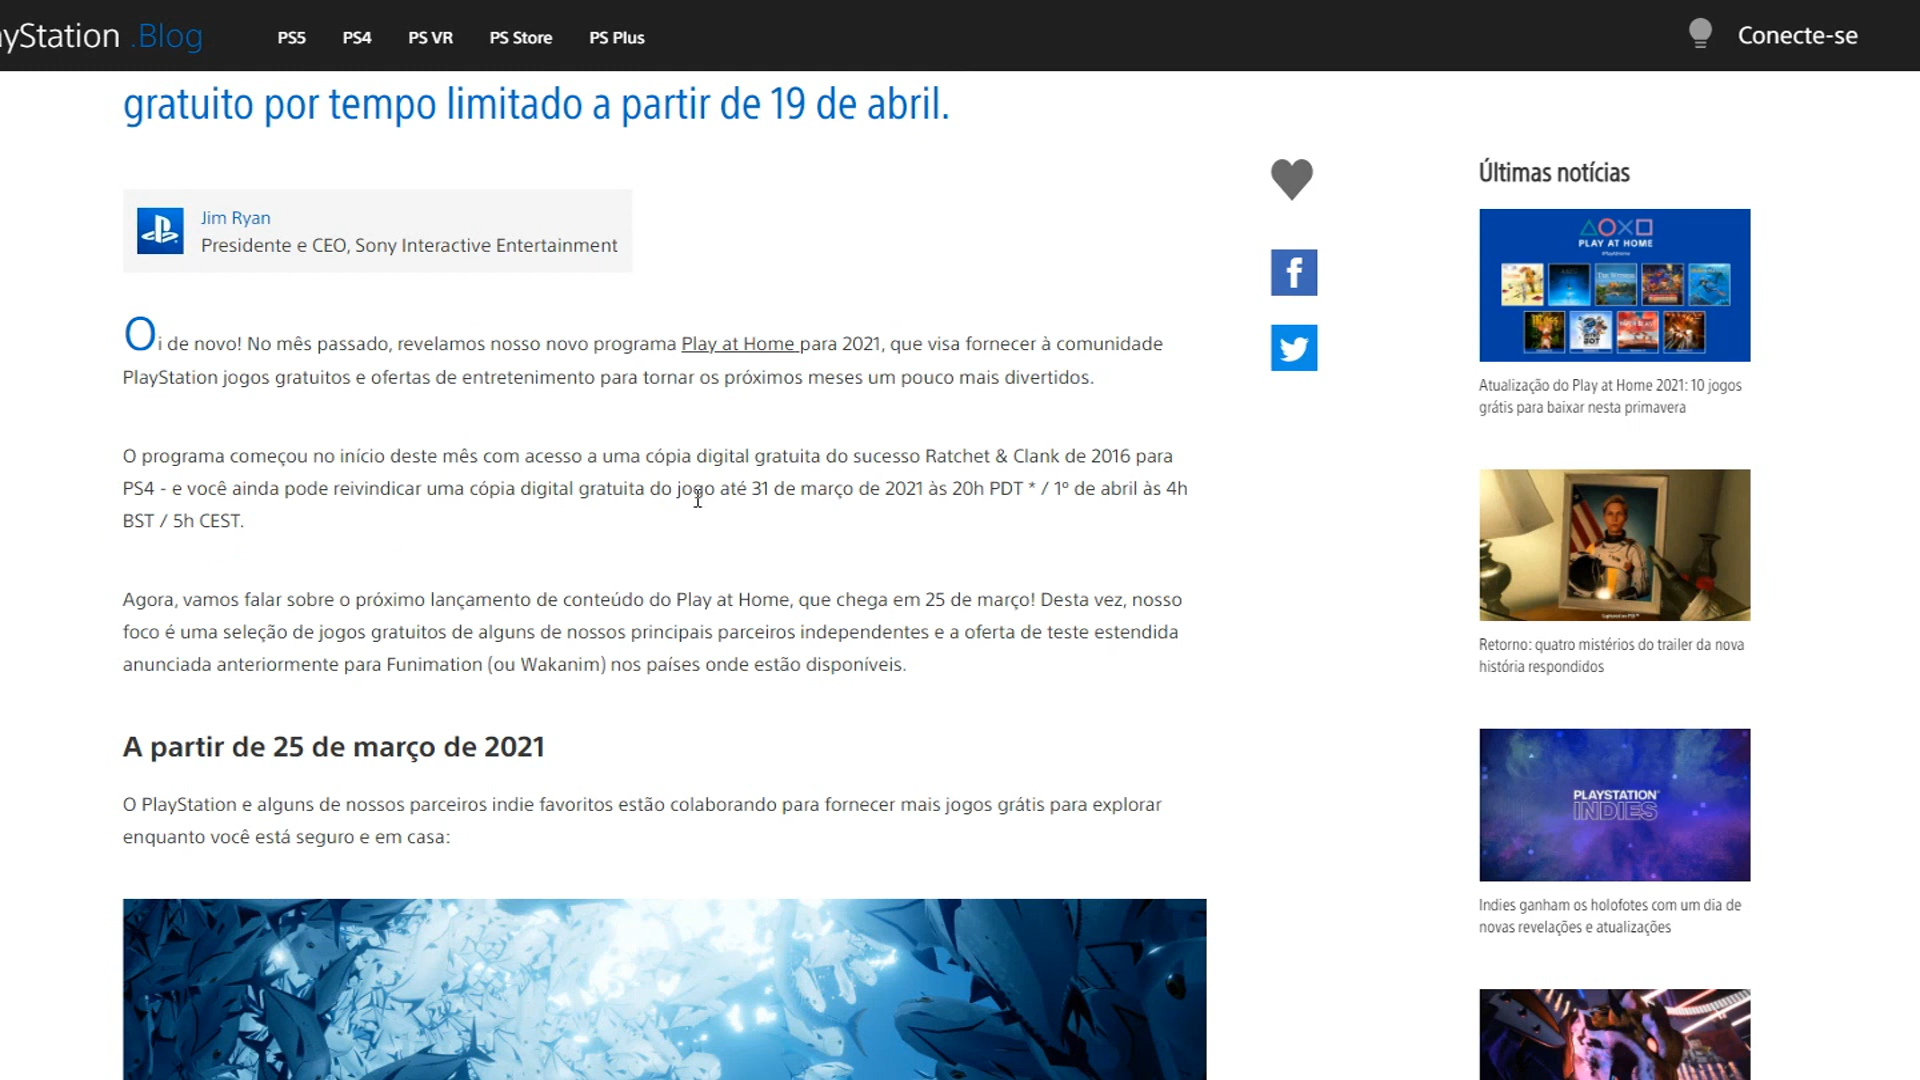 ayStation .Blog PS5 PS4 PS VR PS Store PS Plus Conecte-se
gratuito por tempo limitado a partir de 19 de abril.
Jim Ryan
Presidente e CEO, Sony Interactive Entertainment
Oi de novo! No mês passado, revelamos nosso novo programa Play at Home para 2021, que visa fornecer à comunidade
PlayStation jogos gratuitos e ofertas de entretenimento para tornar os próximos meses um pouco mais divertidos.
O programa começou no início deste mês com acesso a uma cópia digital gratuita do sucesso Ratchet & Clank de 2016 para
PS4 - e você ainda pode reivindicar uma cópia digital gratuita do jogo até 31 de março de 2021 às 20h PDT * / 1º de abril às 4h
BST / 5h CEST.
Agora, vamos falar sobre o próximo lançamento de conteúdo do Play at Home, que chega em 25 de março! Desta vez, nosso
foco é uma seleção de jogos gratuitos de alguns de nossos principais parceiros independentes e a oferta de teste estendida
anunciada anteriormente para Funimation (ou Wakanim) nos países onde estão disponíveis.
A partir de 25 de março de 2021
O PlayStation e alguns de nossos parceiros indie favoritos estão colaborando para fornecer mais jogos grátis para explorar
enquanto você está seguro e em casa:
Últimas notícias
PLAY AT HOME
Atualização do Play at Home 2021: 10 jogos
grátis para baixar nesta primavera
Retorno: quatro mistérios do trailer da nova
história respondidos
PLAYSTATION
INDIES
Indies ganham os holofotes com um dia de
novas revelações e atualizações